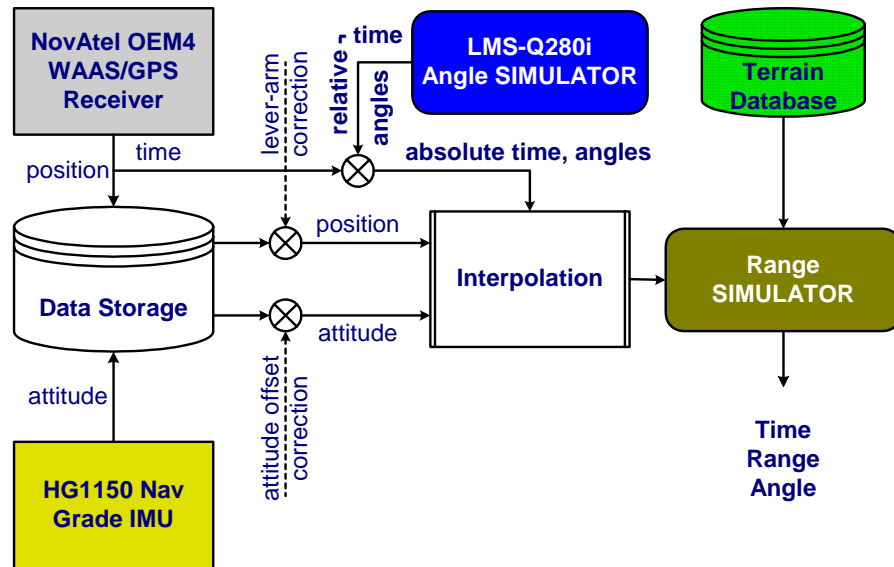 NovAtel OEM4
WAAS/GPS
Receiver
LMS-Q280i
Angle SIMULATOR
Terrain
Database
relative - time
angles
lever-arm
correction
time
position
absolute time, angles
position
Data Storage
Interpolation
Range
SIMULATOR
attitude
attitude
attitude offset
correction
HG1150 Nav
Grade IMU
Time
Range
Angle